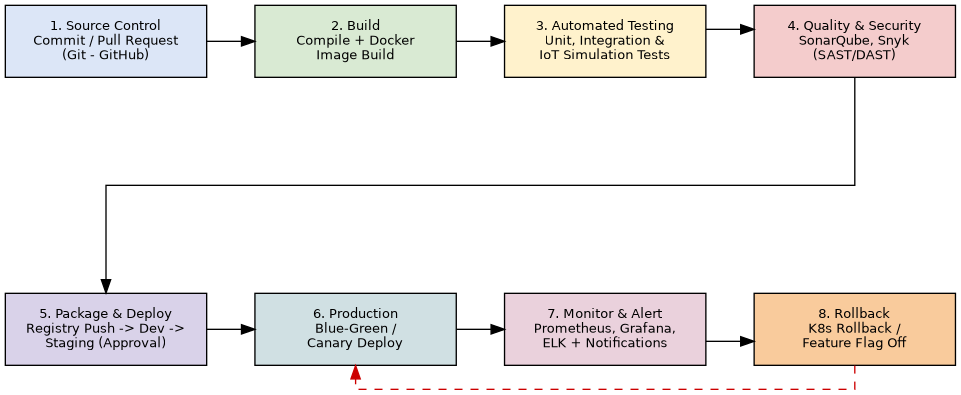 1. Source Control
Commit / Pull Request
(Git - GitHub)
2. Build
Compile + Docker
Image Build
3. Automated Testing
Unit, Integration &
IoT Simulation Tests
4. Quality & Security
SonarQube, Snyk
(SAST/DAST)
5. Package & Deploy
Registry Push -> Dev ->
Staging (Approval)
6. Production
Blue-Green /
Canary Deploy
7. Monitor & Alert
Prometheus, Grafana,
ELK + Notifications
8. Rollback
K8s Rollback /
Feature Flag Off